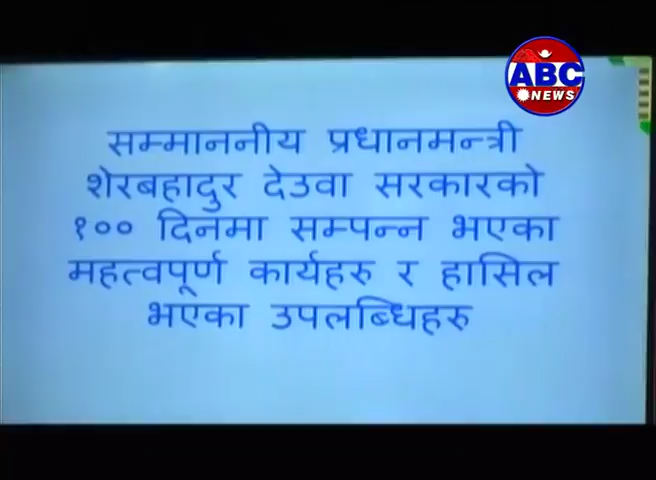 ABC
NEWS
सम्माननीय प्रधानमन्त्री
शेरबहादुर देउवा सरकारको
१०० दिनमा सम्पन्न भएका
महत्वपूर्ण कार्यहरु र हासिल
भएका उपलब्धिहरु